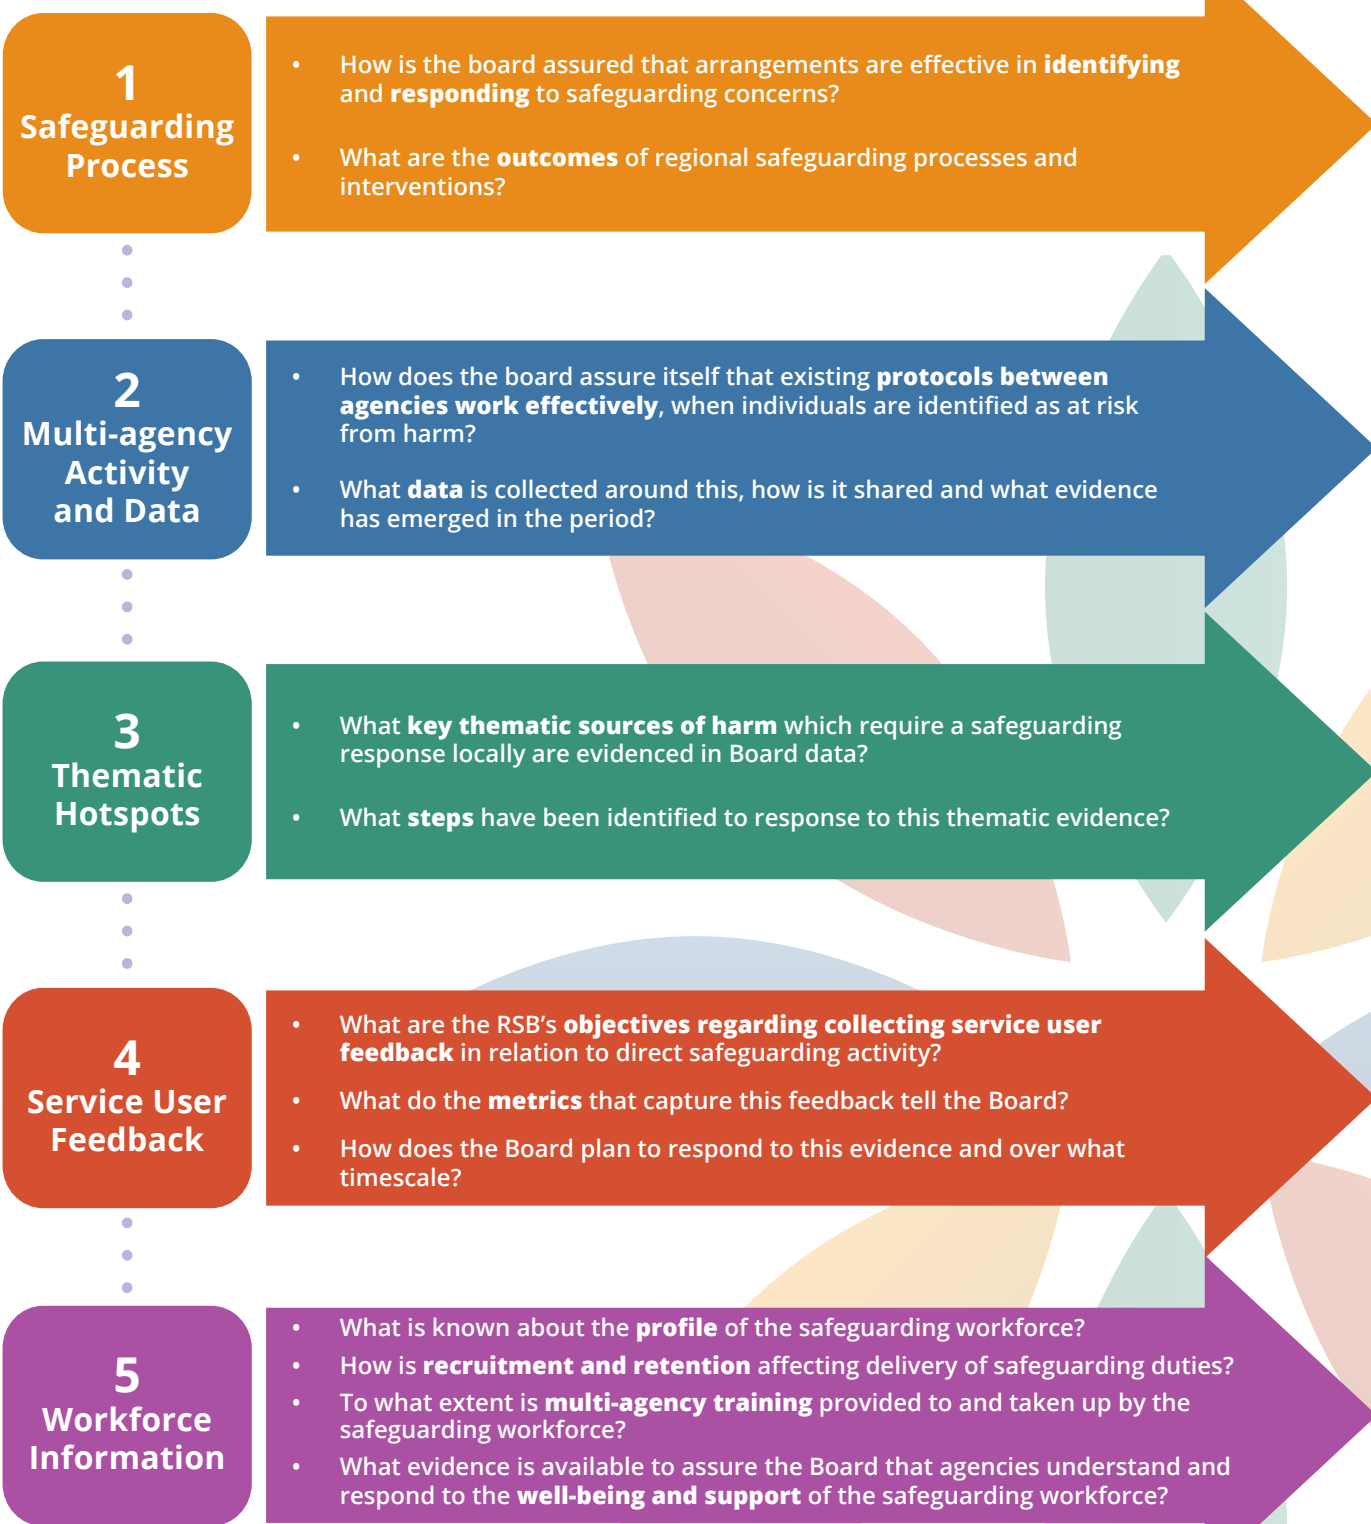 1
Safeguarding
Process
• How is the board assured that arrangements are effective in identifying
and responding to safeguarding concerns?
• What are the outcomes of regional safeguarding processes and
interventions?
2
Multi-agency
Activity
and Data
• How does the board assure itself that existing protocols between
agencies work effectively, when individuals are identified as at risk
from harm?
• What data is collected around this, how is it shared and what evidence
has emerged in the period?
3
Thematic
Hotspots
• What key thematic sources of harm which require a safeguarding
response locally are evidenced in Board data?
• What steps have been identified to response to this thematic evidence?
4
Service User
Feedback
• What are the RSB's objectives regarding collecting service user
feedback in relation to direct safeguarding activity?
• What do the metrics that capture this feedback tell the Board?
• How does the Board plan to respond to this evidence and over what
timescale?
5
Workforce
Information
• What is known about the profile of the safeguarding workforce?
• How is recruitment and retention affecting delivery of safeguarding duties?
• To what extent is multi-agency training provided to and taken up by the
safeguarding workforce?
• What evidence is available to assure the Board that agencies understand and
respond to the well-being and support of the safeguarding workforce?